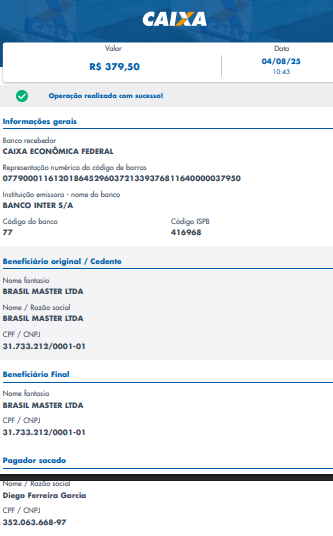 CAIXA
Valor
R$ 379,50
Data
04/08/25
10:43
Operação realizada com sucesso!
Informações gerais
Banco recebedor
CAIXA ECONÔMICA FEDERAL
Representação numérica do código de barras
07790001161201864529603721339376811640000037950
Instituição emissora - nome do banco
BANCO INTER S/A
Código do banco
Código ISPB
77
416968
Beneficiário original / Cedente
Nome fantasia
BRASIL MASTER LTDA
Nome / Razão social
BRASIL MASTER LTDA
CPF / CNPJ
31.733.212/0001-01
Beneficiário Final
Nome fantasia
BRASIL MASTER LTDA
CPF / CNPJ
31.733.212/0001-01
Pagador sacado
Nome / Razão social
Diego Ferreira Garcia
CPF / CNPJ
352.063.668-97